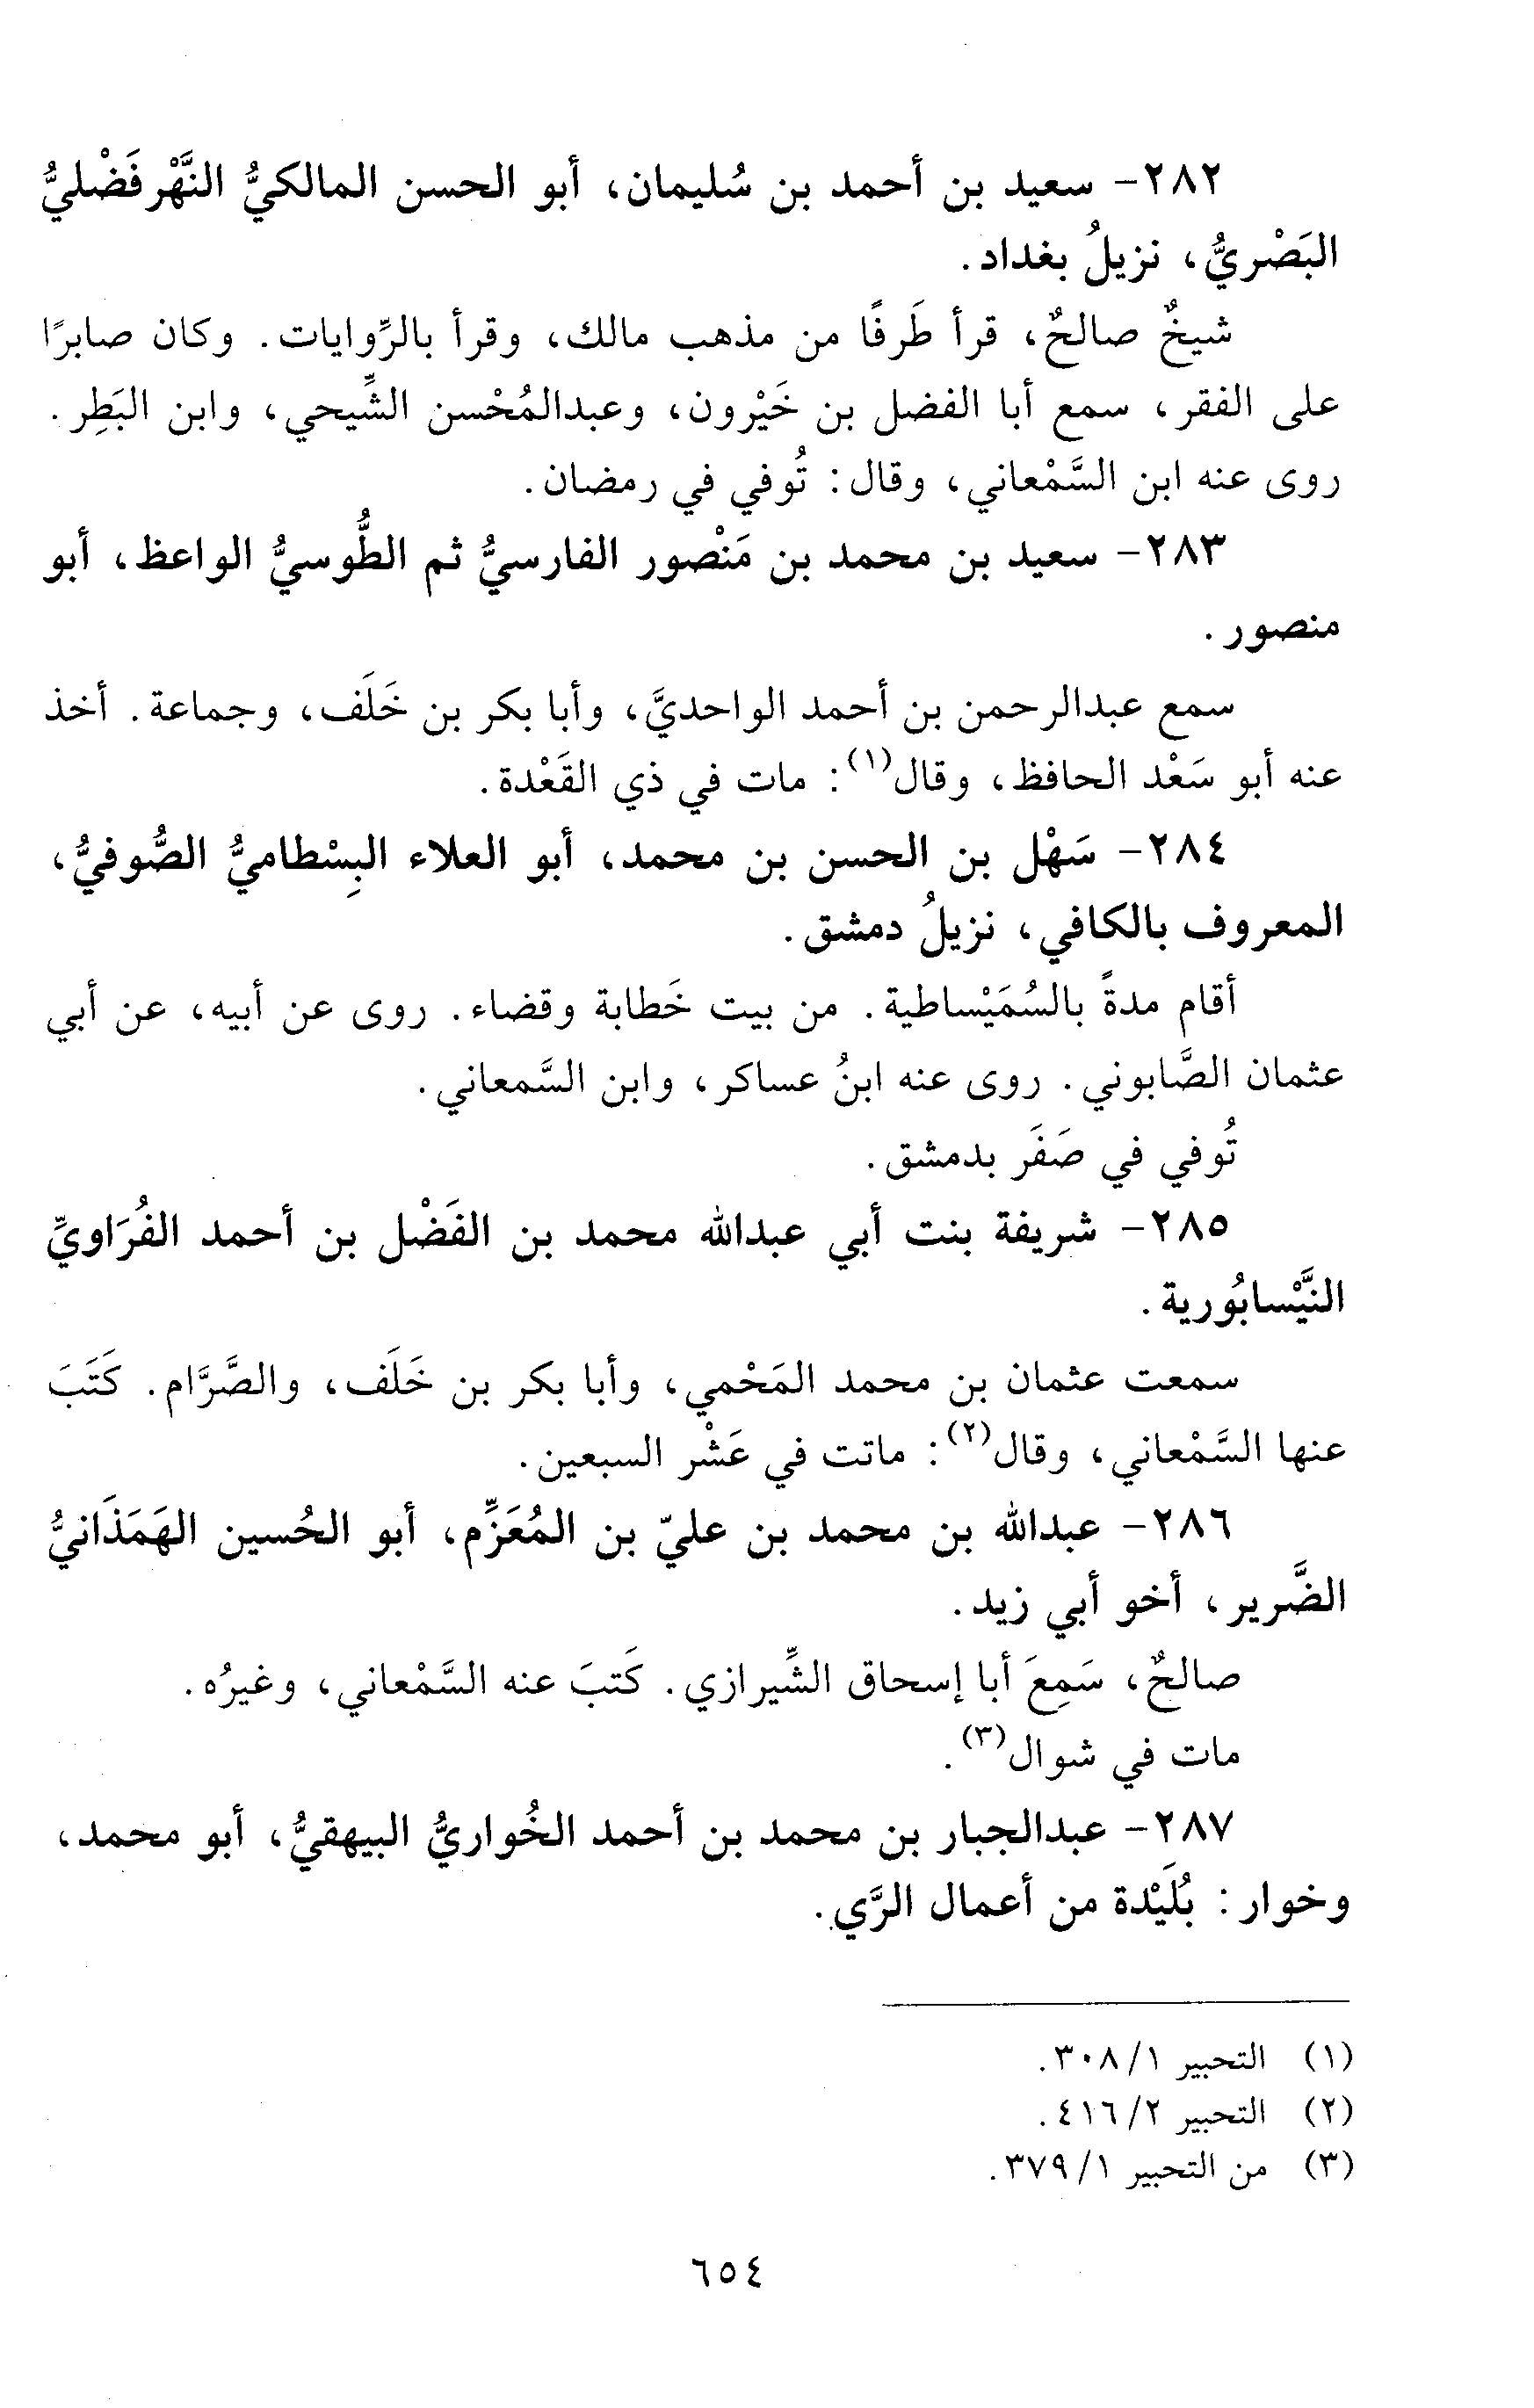 ٢٨٢- سعيد بن أحمد بن سُليمان، أبو الحسن المالكيُّ النَّهْرفَضْليُّ
البَصْريُّ، نزيلُ بغداد.
شيخٌ صالحٌ، قرأ طَرفًا من مذهب مالك، وقرأ بالرِّوايات. وكان صابرًا
على الفقر، سمع أبا الفضل بن خَيْرون، وعبدالمُحْسن الشِّيحي، وابن البَطِر.
روى عنه ابن السَّمْعاني، وقال: تُوفي في رمضان.
٢٨٣- سعيد بن محمد بن مَنْصور الفارسيُّ ثم الطُّوسيُّ الواعظ، أبو
منصور.
سمع عبدالرحمن بن أحمد الواحديَّ، وأبا بكر بن خَلَف، وجماعة. أخذ
عنه أبو سَعْد الحافظ، وقال(١): مات في ذي القَعْدة.
٢٨٤- سَهْل بن الحسن بن محمد، أبو العلاء البِسْطاميُّ الصُّوفيُّ،
المعروف بالكافي، نزيلُ دمشق.
أقام مدةً بالسُمَيْساطية. من بيت خَطابة وقضاء. روى عن أبيه، عن أبي
عثمان الصَّابوني. روى عنه ابنُ عساكر، وابن السَّمعاني.
تُوفي في صَفَر بدمشق.
٢٨٥- شريفة بنت أبي عبدالله محمد بن الفَضْل بن أحمد الفُرَاويِّ
النَّيْسابُورية.
سمعت عثمان بن محمد المَحْمي، وأبا بكر بن خَلَف، والصَّرَّام. كَتَبَ
عنها السَّمْعاني، وقال(٢): ماتت في عَشْر السبعين.
٢٨٦- عبدالله بن محمد بن عليّ بن المُعَزِّم، أبو الحُسين الهَمَذَانيُّ
الضَّرير، أخو أبي زيد.
صالحٌ، سَمِعَ أبا إسحاق الشِّيرازي. كَتبَ عنه السَّمْعاني، وغيرُه.
مات في شوال(٣).
٢٨٧- عبدالجبار بن محمد بن أحمد الخُواريُّ البيهقيُّ، أبو محمد،
وخوار: بُلَيْدة من أعمال الرَّي.
(١) التحبير ١/ ٣٠٨.
(٢) التحبير ٢/ ٤١٦.
(٣) من التحبير ١/ ٣٧٩.
٦٥٤